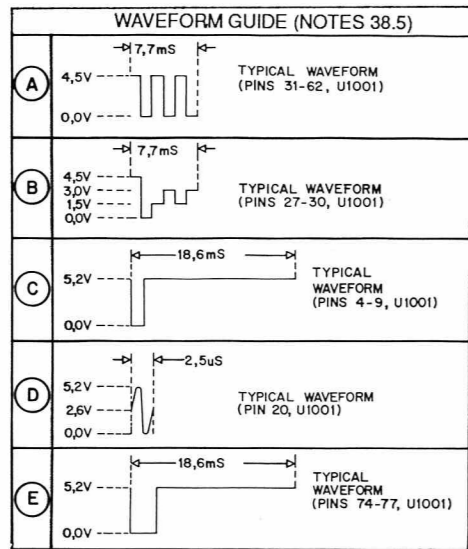 WAVEFORM GUIDE (NOTES 38.5)
A
7,7mS
4,5V
0,0V
TYPICAL WAVEFORM
(PINS 31-62, U1001)
B
7,7mS
4,5V
3,0V
1,5V
0,0V
TYPICAL WAVEFORM
(PINS 27-30, U1001)
C
18,6mS
5,2V
0,0V
TYPICAL
WAVEFORM
(PINS 4-9, U1001)
D
2,5uS
5,2V
2,6V
0,0V
TYPICAL WAVEFORM
(PIN 20, U1001)
E
18,6mS
5,2V
0,0V
TYPICAL
WAVEFORM
(PINS 74-77, U1001)